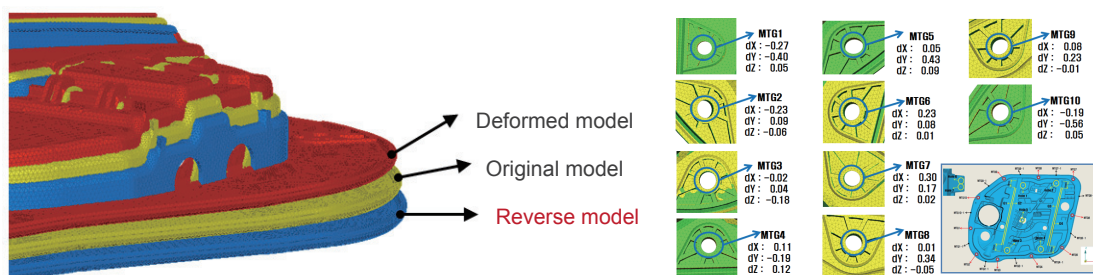 Deformed model
Original model
Reverse model
MTG1
dX : -0.27
dY : -0.40
dZ : 0.05
MTG2
dX : -0.23
dY : 0.09
dZ : -0.06
MTG3
dX : -0.02
dY : 0.04
dZ : -0.18
MTG4
dX : 0.11
dY : -0.19
dZ : 0.12
MTG5
dX : 0.05
dY : 0.43
dZ : 0.09
MTG6
dX : 0.23
dY : 0.08
dZ : 0.01
MTG7
dX : 0.30
dY : 0.17
dZ : 0.02
MTG8
dX : 0.01
dY : 0.34
dZ : -0.05
MTG9
dX : 0.08
dY : 0.23
dZ : -0.01
MTG10
dX : -0.19
dY : -0.56
dZ : 0.05